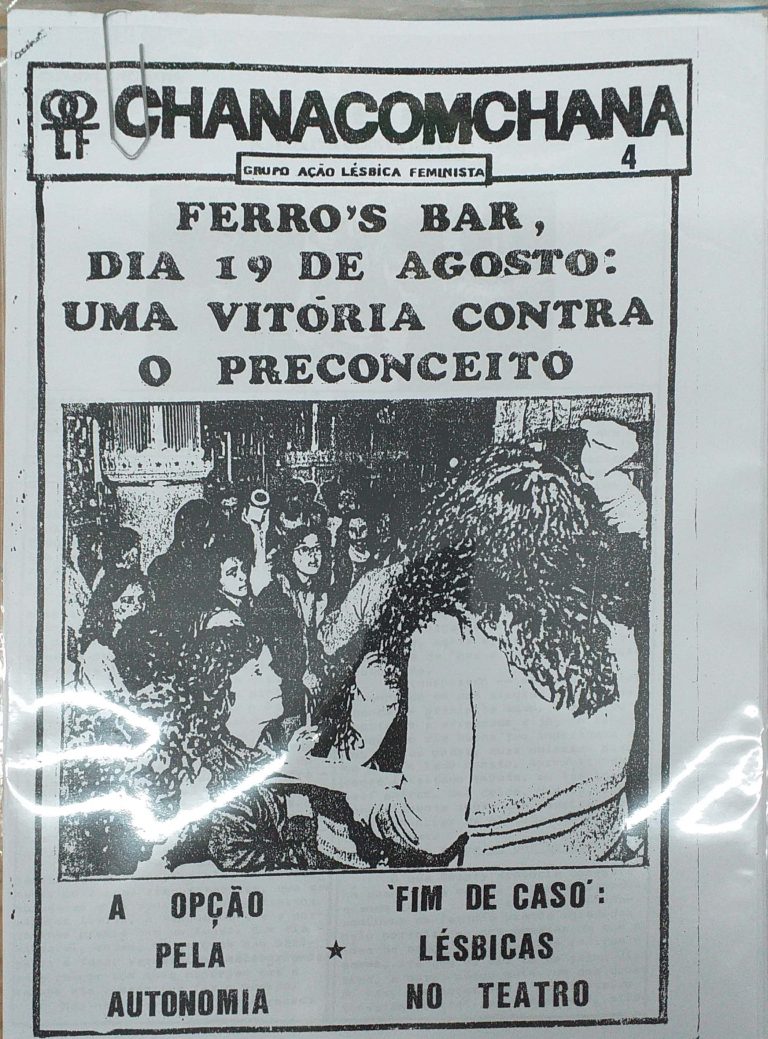 CHANACOMCHANA
4
GRUPO AÇÃO LÉSBICA FEMINISTA
FERRO'S BAR,
DIA 19 DE AGOSTO:
UMA VITÓRIA CONTRA
O PRECONCEITO
A OPÇÃO
PELA
AUTONOMIA
★
'FIM DE CASO':
LÉSBICAS
NO TEATRO